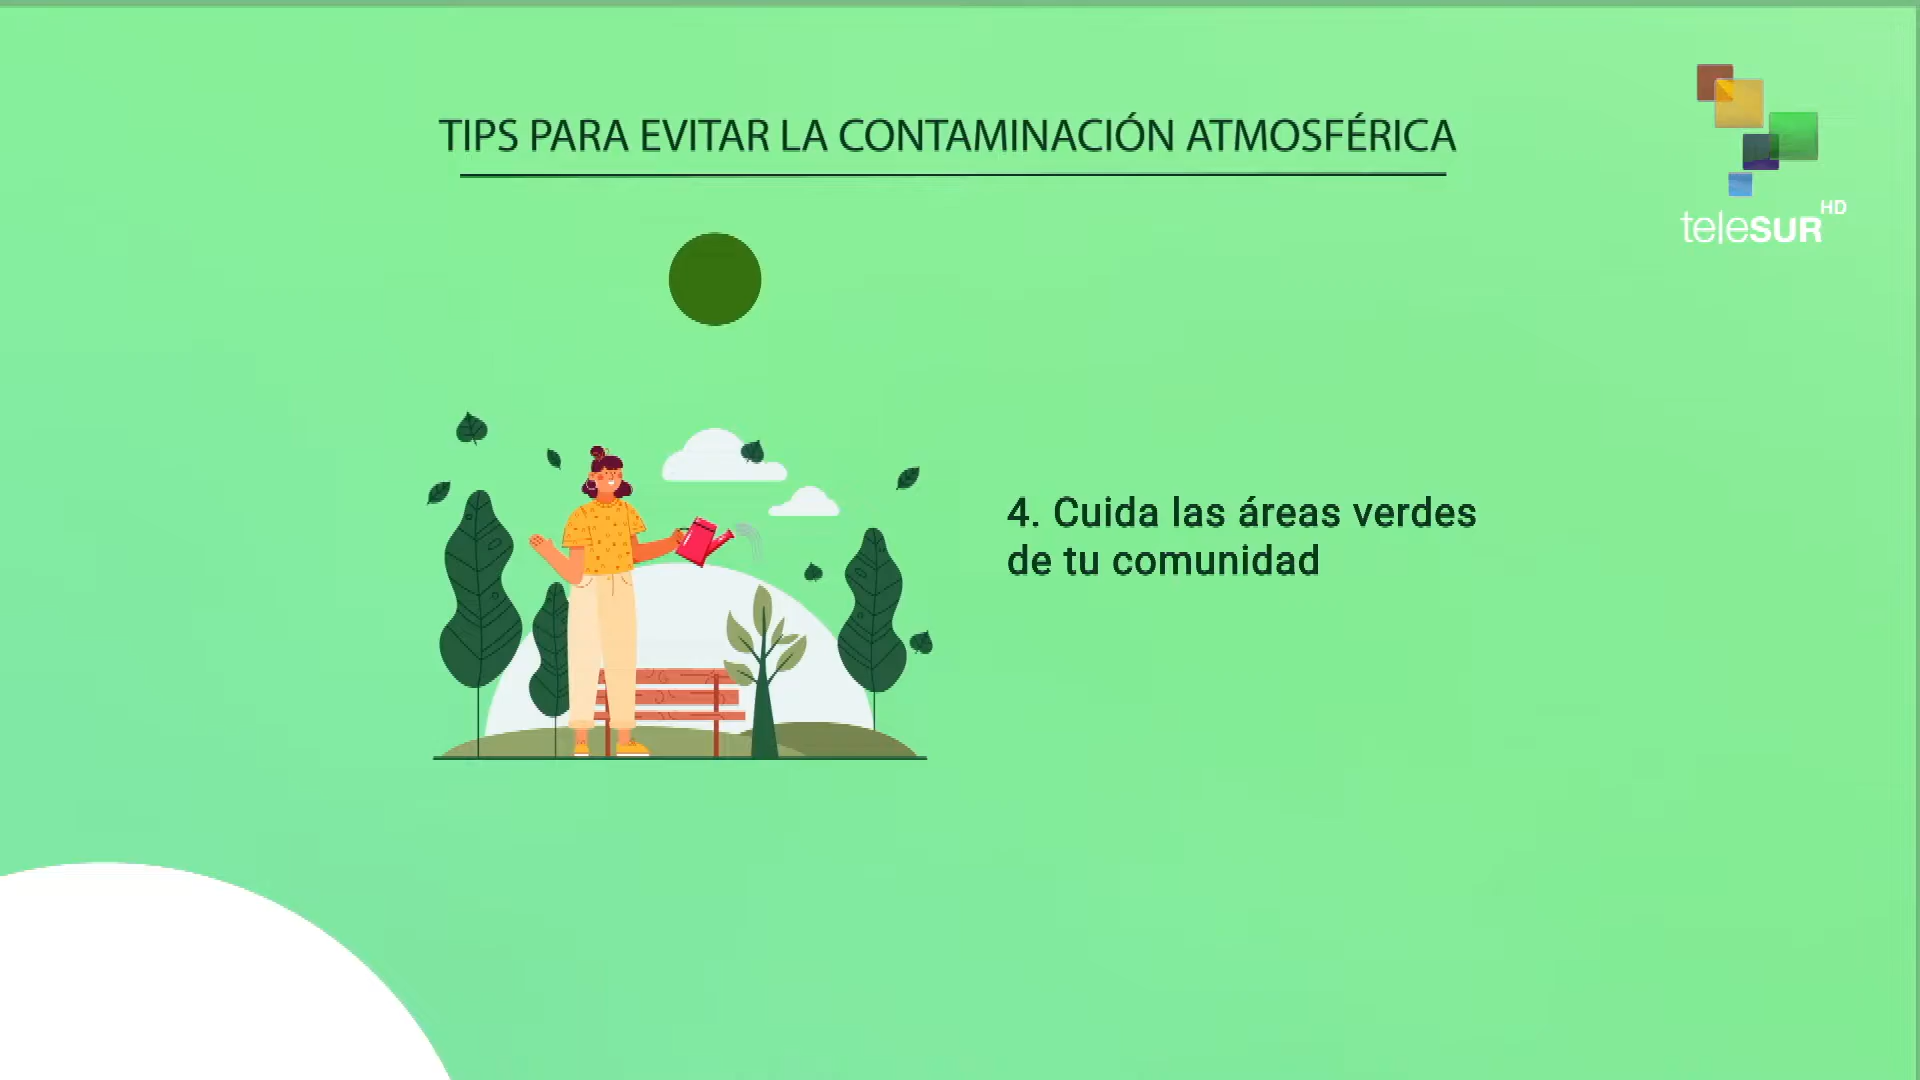 TIPS PARA EVITAR LA CONTAMINACIÓN ATMOSFÉRICA
teleSUR HD
4. Cuida las áreas verdes
de tu comunidad